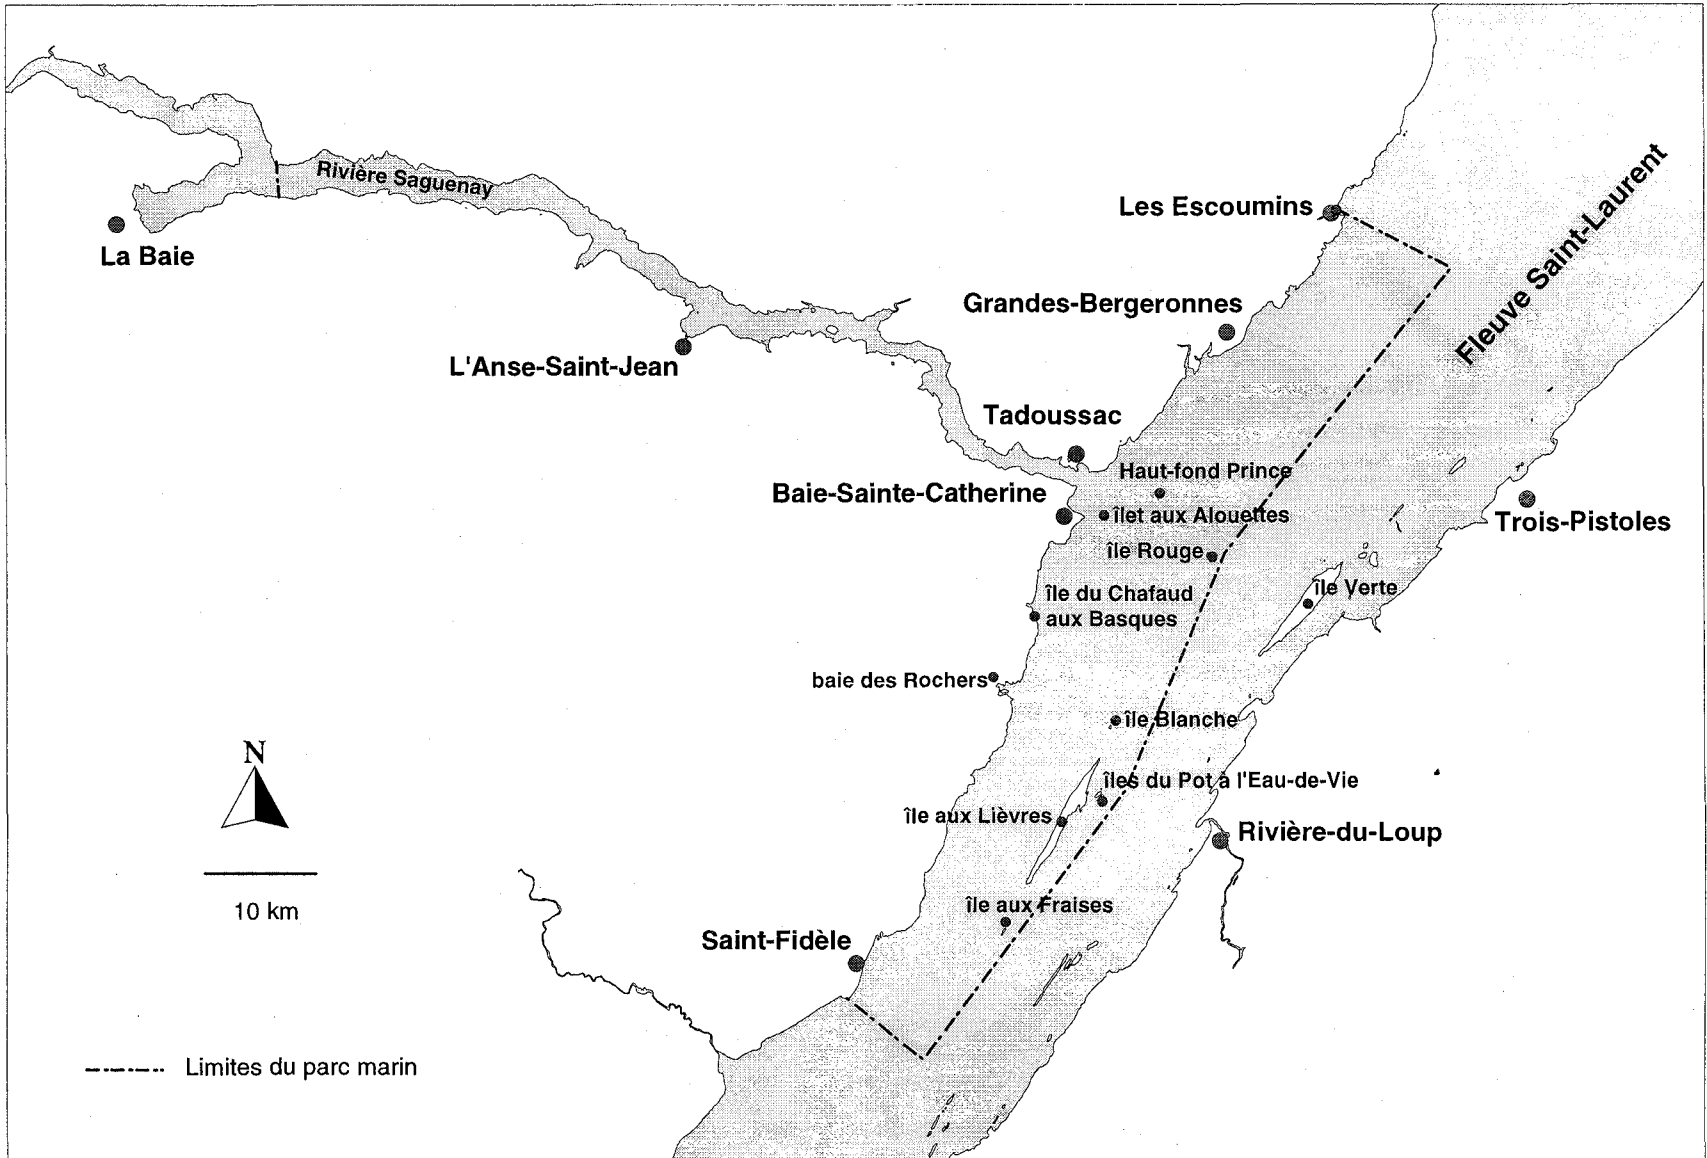 Rivière Saguenay
La Baie
Les Escoumins
Fleuve Saint-Laurent
Grandes-Bergeronnes
L'Anse-Saint-Jean
Tadoussac
Haut-fond Prince
Baie-Sainte-Catherine
îlet aux Alouettes
Trois-Pistoles
île Rouge
île Verte
île du Chafaud
aux Basques
baie des Rochers
île Blanche
N
îles du Pot à l'Eau-de-Vie
île aux Lièvres
Rivière-du-Loup
10 km
île aux Fraises
Saint-Fidèle
Limites du parc marin